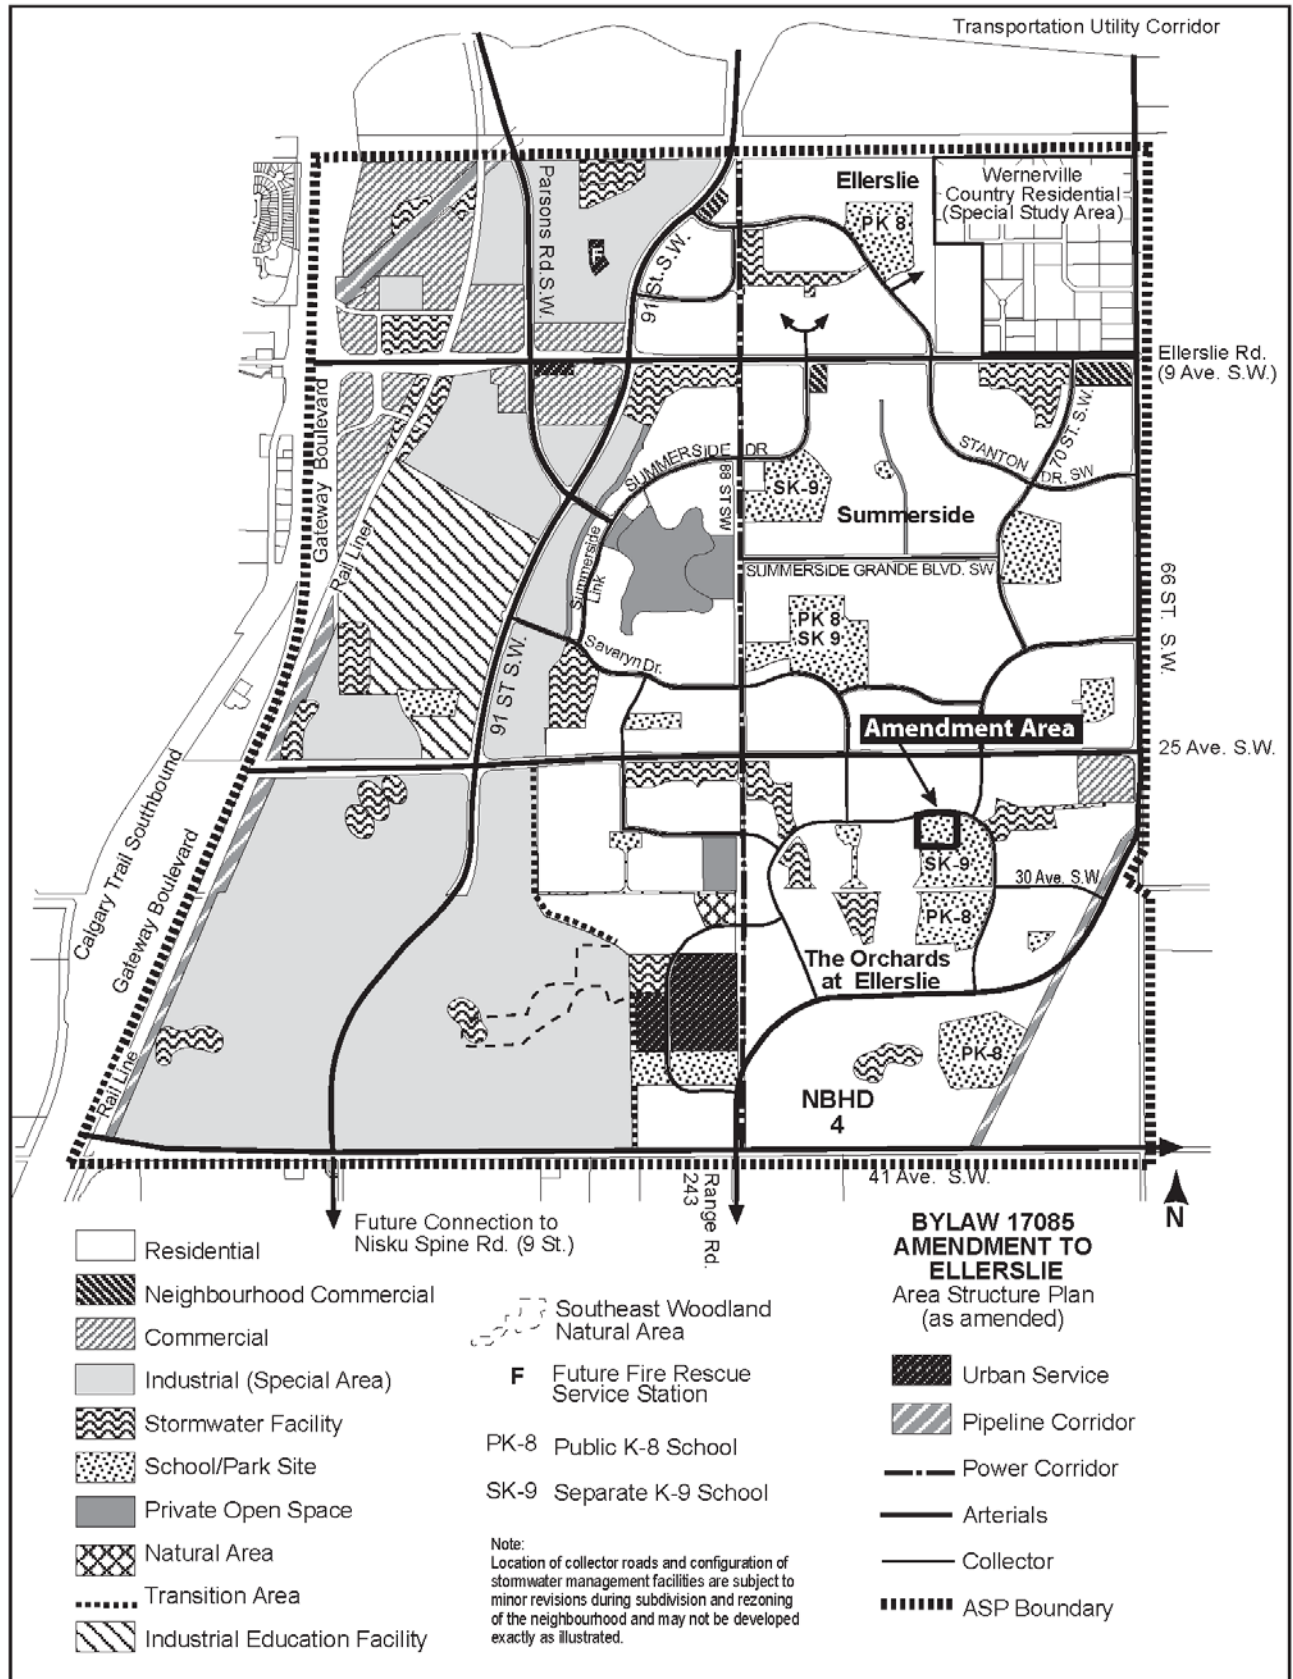 Transportation Utility Corridor
Ellerslie
PK 8
Wernerville
Country Residential
(Special Study Area)
Parsons Rd.S.W.
91 St. S.W.
Ellerslie Rd.
(9 Ave. S.W.)
Gateway Boulevard
Rail Line
SUMMERSIDE DR
88 ST SW
SK-9
Summerside
STANTON
DR. SW
70 ST. S.W.
Summerside
Link
SUMMERSIDE GRANDE BLVD. SW
66 ST. S.W.
PK 8
SK 9
Saveryn Dr.
91 ST S.W.
Amendment Area
25 Ave. S.W.
Calgary Trail Southbound
Gateway Boulevard
Rail Line
SK-9
30 Ave. S.W.
PK-8
The Orchards
at Ellerslie
PK-8
NBHD
4
41 Ave. S.W.
Range Rd.
243
N
Future Connection to
Nisku Spine Rd. (9 St.)
Residential
Neighbourhood Commercial
Commercial
Industrial (Special Area)
Stormwater Facility
School/Park Site
Private Open Space
Natural Area
Transition Area
Industrial Education Facility
Southeast Woodland
Natural Area
F Future Fire Rescue
Service Station
PK-8 Public K-8 School
SK-9 Separate K-9 School
Note:
Location of collector roads and configuration of
stormwater management facilities are subject to
minor revisions during subdivision and rezoning
of the neighbourhood and may not be developed
exactly as illustrated.
BYLAW 17085
AMENDMENT TO
ELLERSLIE
Area Structure Plan
(as amended)
Urban Service
Pipeline Corridor
Power Corridor
Arterials
Collector
ASP Boundary